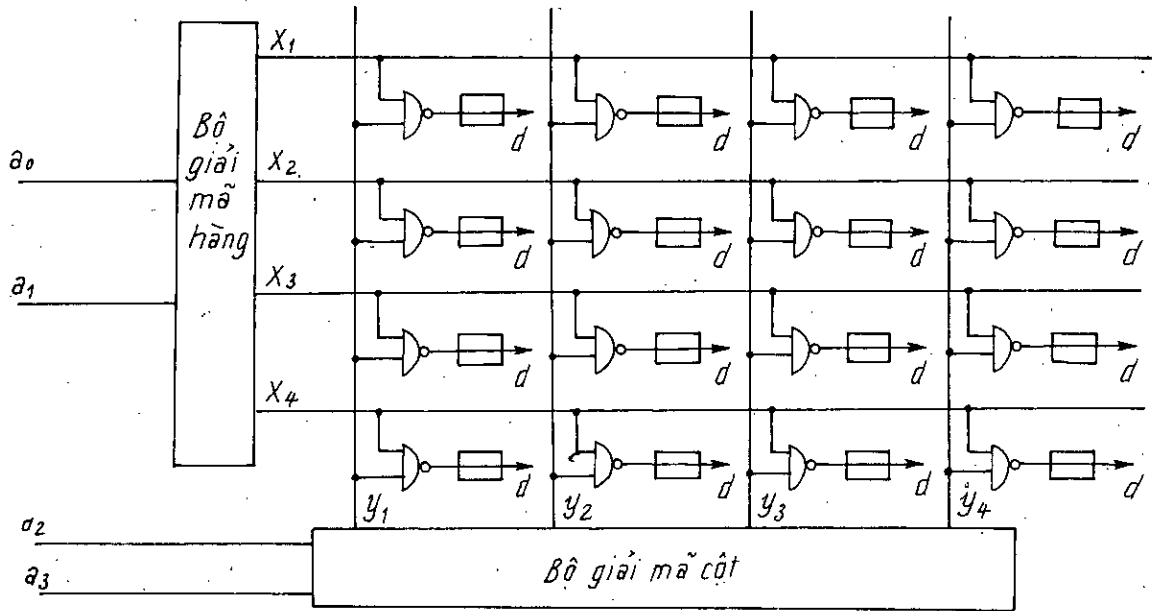 X1
d d d d
Bộ
giải
mã
hàng
a0
X2
d d d d
a1
X3
d d d d
X4
d d d d
y1 y2 y3 y4
a2
Bộ giải mã cột
a3